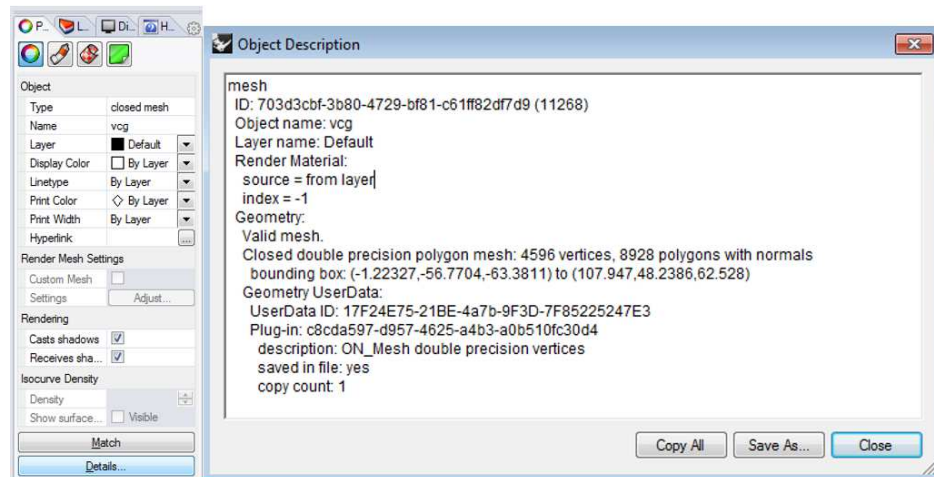 P... L... Di... H...
Object
Type closed mesh
Name vcg
Layer Default
Display Color By Layer
Linetype By Layer
Print Color By Layer
Print Width By Layer
Hyperlink ...
Render Mesh Settings
Custom Mesh
Settings Adjust...
Rendering
Casts shadows
Receives sha...
Isocurve Density
Density
Show surface... Visible
Match
Details...
Object Description
mesh
ID: 703d3cbf-3b80-4729-bf81-c61ff82df7d9 (11268)
Object name: vcg
Layer name: Default
Render Material:
source = from layer
index = -1
Geometry:
Valid mesh.
Closed double precision polygon mesh: 4596 vertices, 8928 polygons with normals
bounding box: (-1.22327,-56.7704,-63.3811) to (107.947,48.2386,62.528)
Geometry UserData:
UserData ID: 17F24E75-21BE-4a7b-9F3D-7F85225247E3
Plug-in: c8cda597-d957-4625-a4b3-a0b510fc30d4
description: ON_Mesh double precision vertices
saved in file: yes
copy count: 1
Copy All Save As... Close